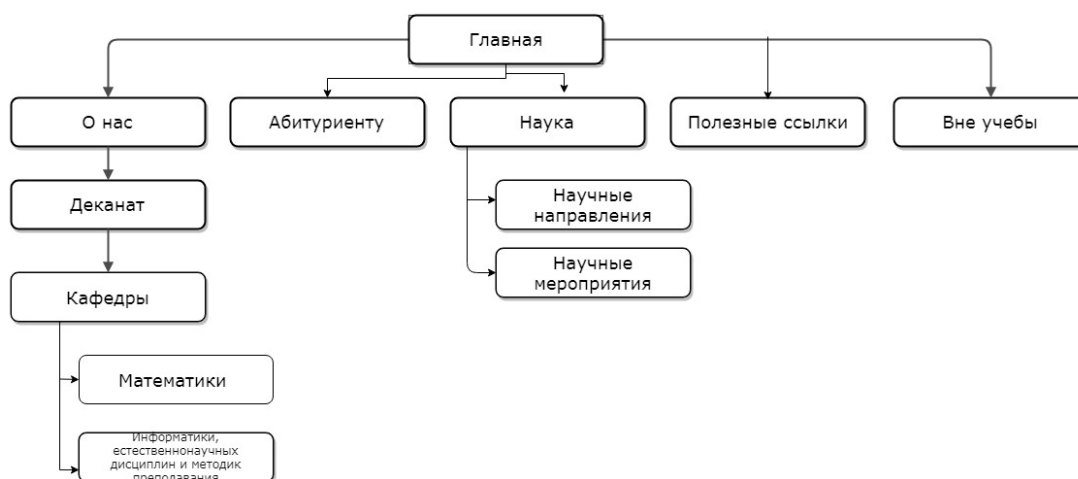 Главная
О нас
Абитуриенту
Наука
Полезные ссылки
Вне учебы
Деканат
Научные
направления
Научные
мероприятия
Кафедры
Математики
Информатики,
естественнонаучных
дисциплин и методик
преподавания